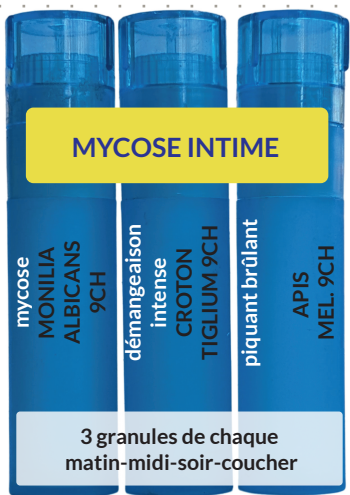 MYCOSE INTIME
mycose
MONILIA
ALBICANS
9CH
démangeaison
intense
CROTON
TIGLIUM 9CH
piquant brûlant
APIS
MEL. 9CH
3 granules de chaque
matin-midi-soir-coucher